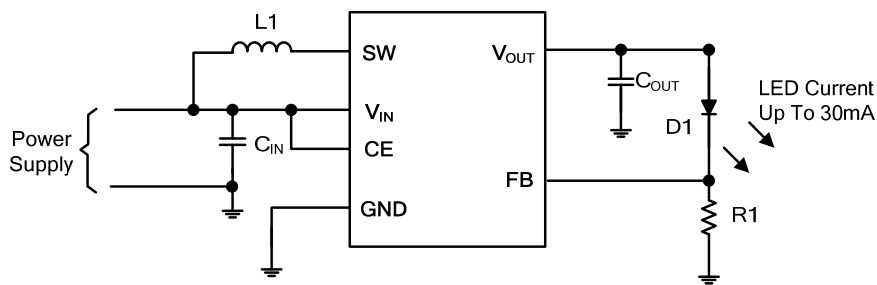 L1
SW
VOUT
COUT
LED Current
Up To 30mA
Power
Supply
VIN
CIN
CE
D1
FB
GND
R1